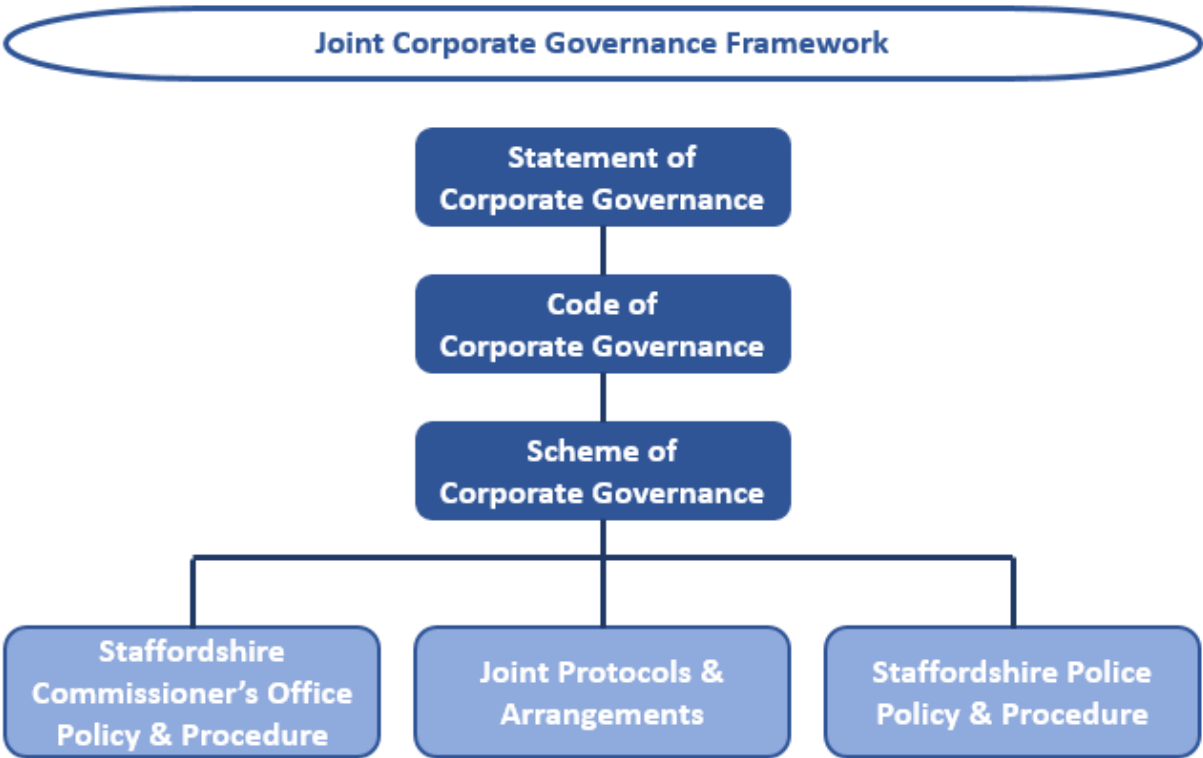 Joint Corporate Governance Framework
Statement of
Corporate Governance
Code of
Corporate Governance
Scheme of
Corporate Governance
Staffordshire
Commissioner’s Office
Policy & Procedure
Joint Protocols &
Arrangements
Staffordshire Police
Policy & Procedure